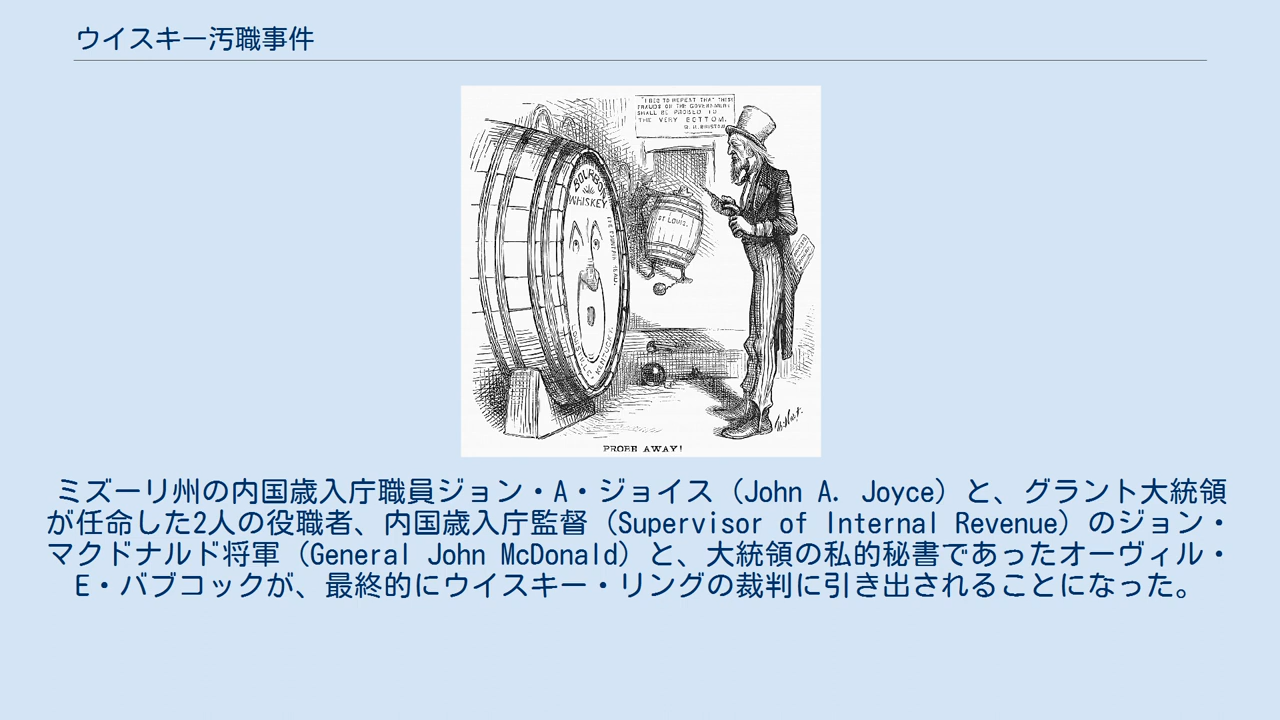 ウイスキー汚職事件
"I BEG TO REPEAT THAT THESE
FRAUDS ON THE GOVERNMENT
SHALL BE PROBED TO
THE VERY BOTTOM.
B. H. BRISTOW
BOURBON
WHISKEY
ST LOUIS.
Th. Nast.
PROBE AWAY!
ミズーリ州の内国歳入庁職員ジョン・A・ジョイス（John A. Joyce）と、グラント大統領
が任命した2人の役職者、内国歳入庁監督（Supervisor of Internal Revenue）のジョン・
マクドナルド将軍（General John McDonald）と、大統領の私的秘書であったオーヴィル・
E・バブコックが、最終的にウイスキー・リングの裁判に引き出されることになった。